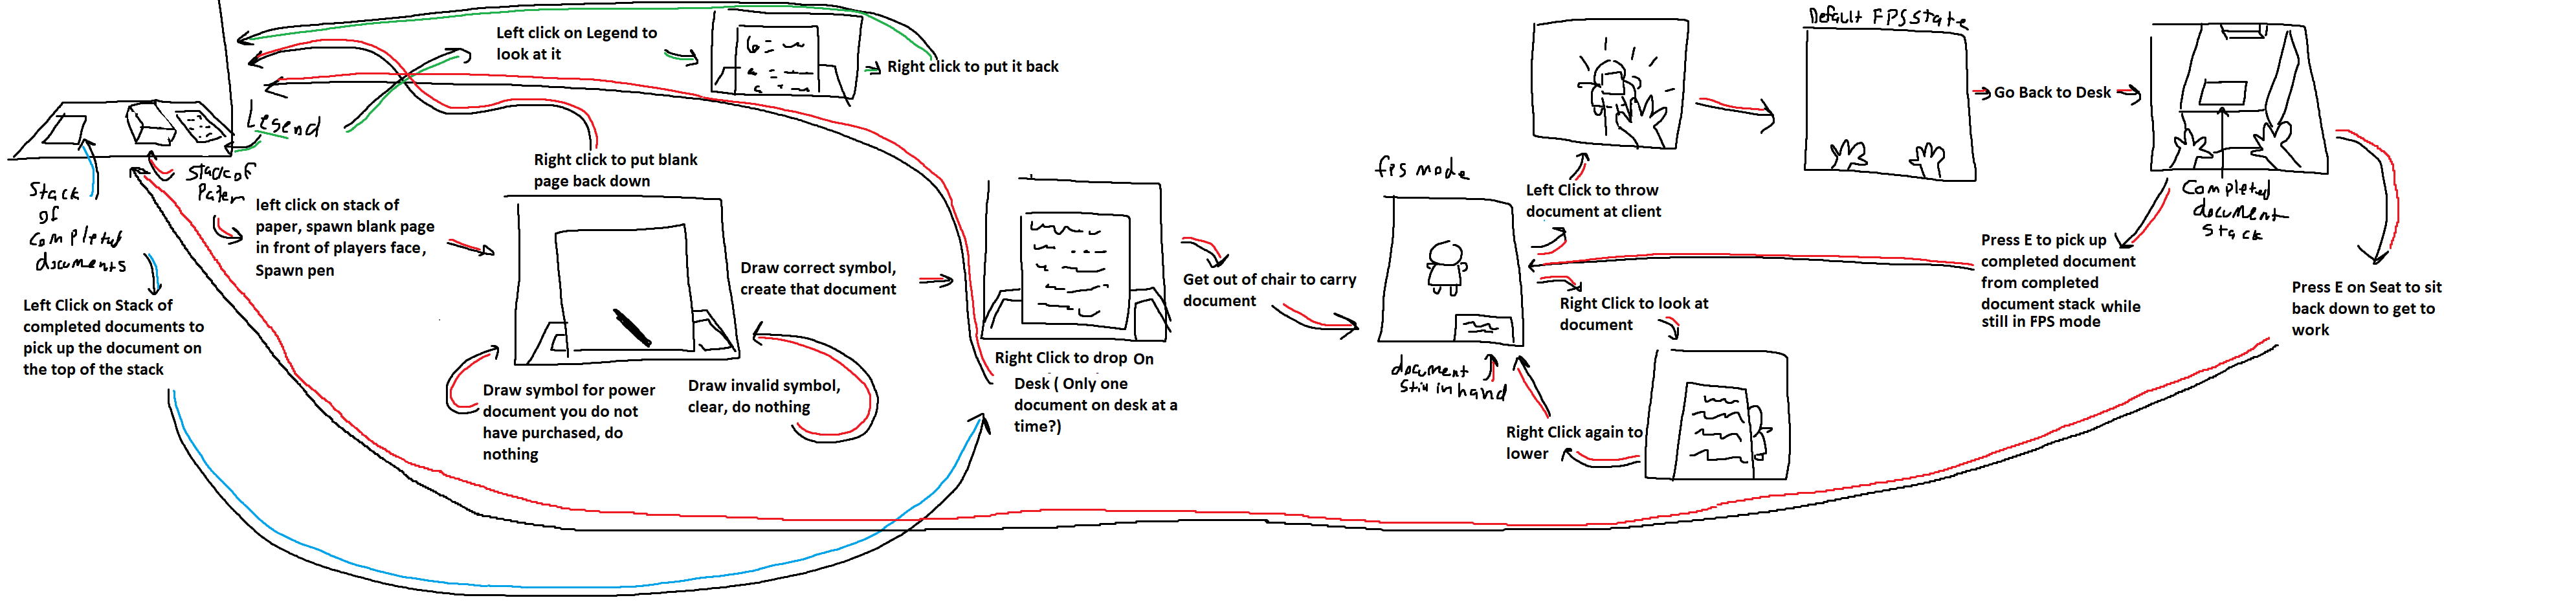 Legend
Stack of
Paper
Stack
of
completed
documents
Left Click on Stack of
completed documents to
pick up the document on
the top of the stack
left click on stack of
paper, spawn blank page
in front of players face,
Spawn pen
Left click on Legend to
look at it
Right click to put it back
Right click to put blank
page back down
Draw symbol for power
document you do not
have purchased, do
nothing
Draw invalid symbol,
clear, do nothing
Draw correct symbol,
create that document
Right Click to drop On
Desk ( Only one
document on desk at a
time?)
Get out of chair to carry
document
fps mode
document
still in hand
Left Click to throw
document at client
Right Click to look at
document
Right Click again to
lower
Default FPS State
Go Back to Desk
Completed
document
stack
Press E to pick up
completed document
from completed
document stack while
still in FPS mode
Press E on Seat to sit
back down to get to
work